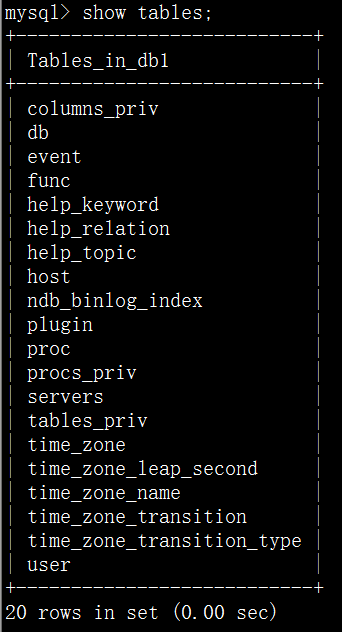 mysql> show tables;
+----------------------------+
| Tables_in_db1              |
+----------------------------+
| columns_priv               |
| db                         |
| event                      |
| func                       |
| help_keyword               |
| help_relation              |
| help_topic                 |
| host                       |
| ndb_binlog_index           |
| plugin                     |
| proc                       |
| procs_priv                 |
| servers                    |
| tables_priv                |
| time_zone                  |
| time_zone_leap_second      |
| time_zone_name             |
| time_zone_transition       |
| time_zone_transition_type  |
| user                       |
+----------------------------+
20 rows in set (0.00 sec)